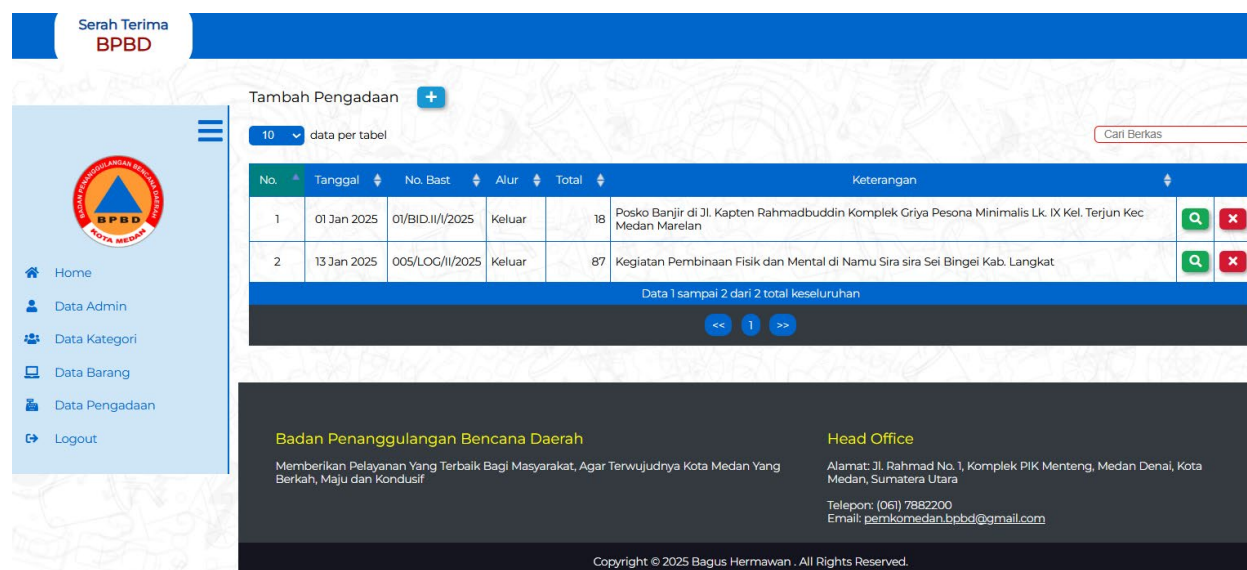 Serah Terima
BPBD
Tambah Pengadaan
10 data per tabel
Cari Berkas
BADAN PENANGGULANGAN BENCANA DAERAH
BPBD
KOTA MEDAN
Home
Data Admin
Data Kategori
Data Barang
Data Pengadaan
Logout
No. Tanggal No. Bast Alur Total Keterangan
1 01 Jan 2025 01/BID.II/I/2025 Keluar 18 Posko Banjir di Jl. Kapten Rahmadbuddin Komplek Griya Pesona Minimalis Lk. IX Kel. Terjun Kec
Medan Marelan
2 13 Jan 2025 005/LOG/II/2025 Keluar 87 Kegiatan Pembinaan Fisik dan Mental di Namu Sira sira Sei Bingei Kab. Langkat
Data 1 sampai 2 dari 2 total keseluruhan
<< 1 >>
Badan Penanggulangan Bencana Daerah
Memberikan Pelayanan Yang Terbaik Bagi Masyarakat, Agar Terwujudnya Kota Medan Yang
Berkah, Maju dan Kondusif
Head Office
Alamat: Jl. Rahmad No. 1, Komplek PIK Menteng, Medan Denai, Kota
Medan, Sumatera Utara
Telepon: (061) 7882200
Email: pemkomedan.bpbd@gmail.com
Copyright © 2025 Bagus Hermawan . All Rights Reserved.